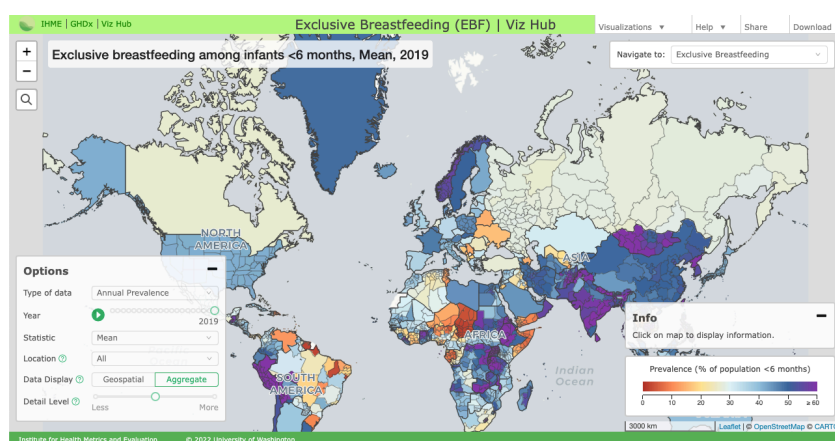 IHME | GHDx | Viz Hub
Exclusive Breastfeeding (EBF) | Viz Hub
Visualizations ▼
Help ▼
Share
Download
+
−
Exclusive breastfeeding among infants <6 months, Mean, 2019
Navigate to: Exclusive Breastfeeding
NORTH
AMERICA
SIA
AFRICA
SOUTH
AMERICA
Indian
Ocean
Options
Type of data Annual Prevalence
Year
2019
Statistic Mean
Location ? All
Data Display ? Geospatial Aggregate
Detail Level ?
Less More
Info
Click on map to display information.
Prevalence (% of population <6 months)
0 10 20 30 40 50 ≥60
3000 km
Leaflet | © OpenStreetMap © CART
Institute for Health Metrics and Evaluation © 2022 University of Washington